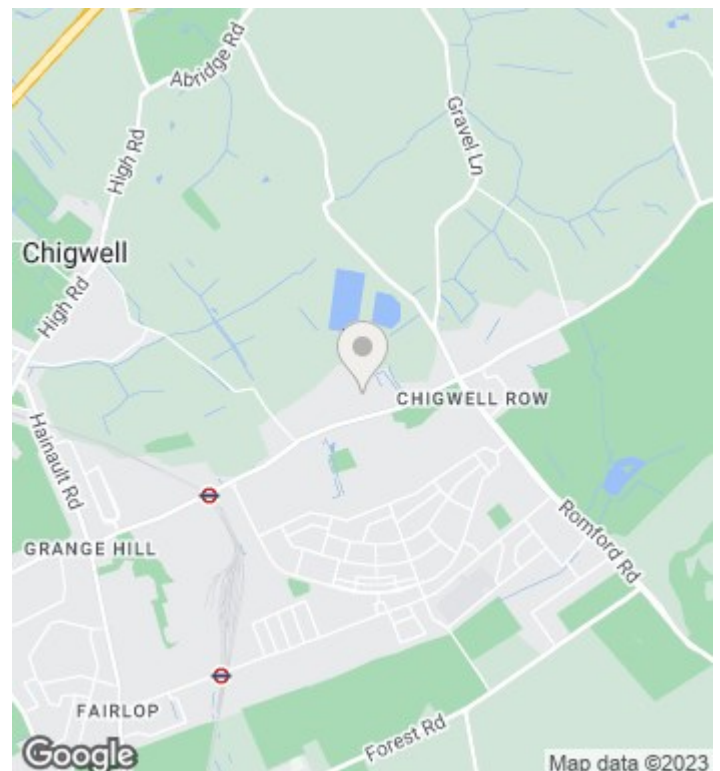 Abridge Rd
High Rd
Gravel Ln
Chigwell
High Rd
CHIGWELL ROW
Hainault Rd
GRANGE HILL
Romford Rd
FAIRLOP
Forest Rd
Google
Map data ©2023